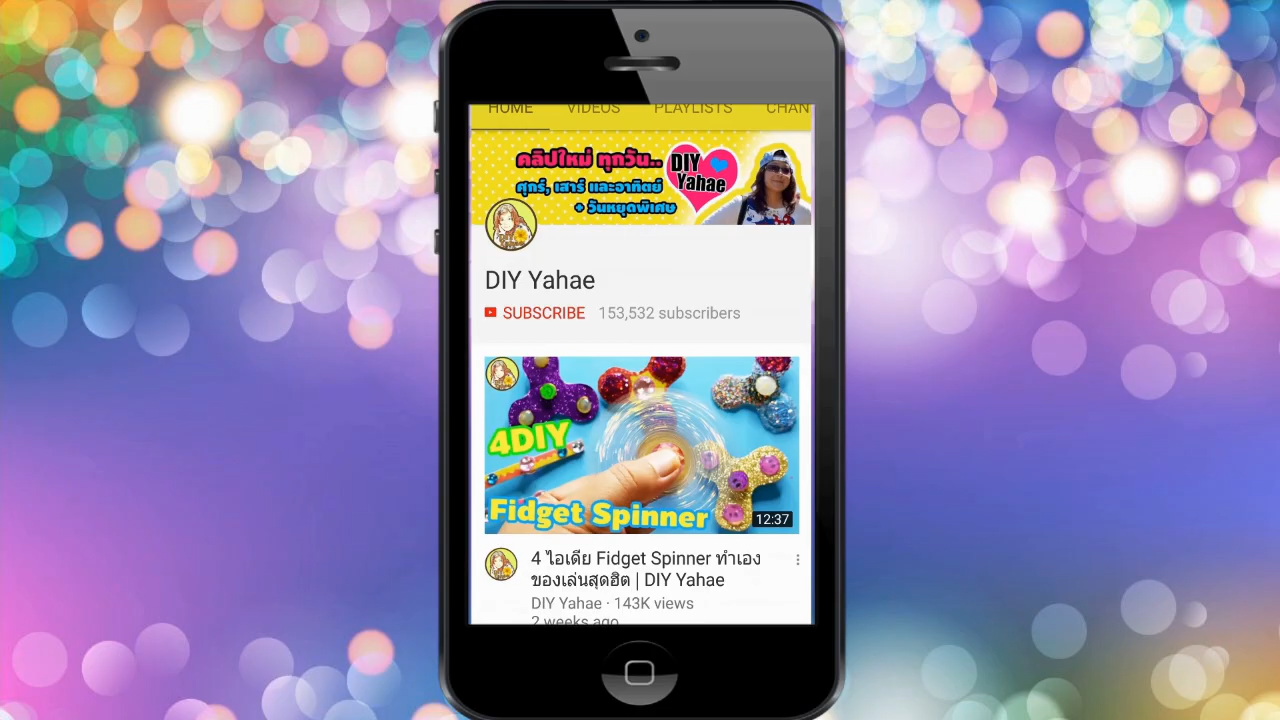 HOME VIDEOS PLAYLISTS CHAN
คลิปใหม่ ทุกวัน..
ศุกร์, เสาร์ และอาทิตย์
+ วันหยุดพิเศษ
DIY
Yahae
DIY Yahae
SUBSCRIBE 153,532 subscribers
4DIY
Fidget Spinner
12:37
4 ไอเดีย Fidget Spinner ทำเอง
ของเล่นสุดฮิต | DIY Yahae
DIY Yahae · 143K views
2 weeks ago